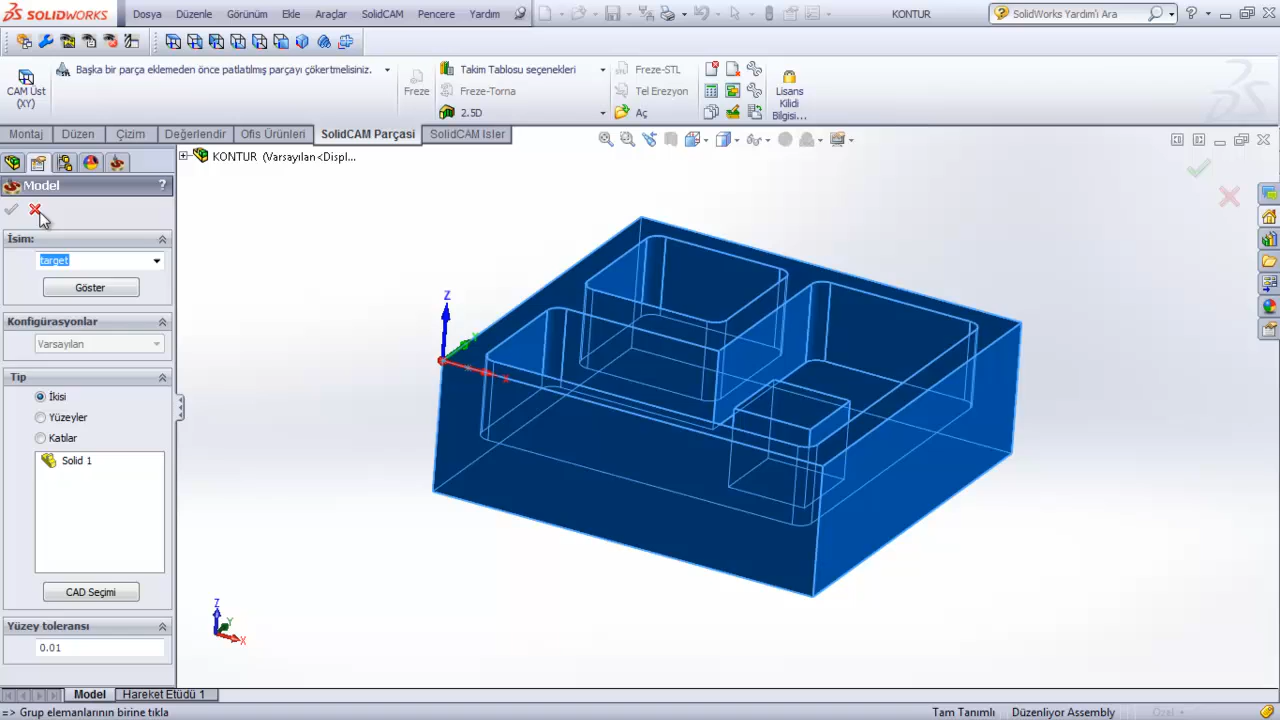 SOLIDWORKS
Dosya Düzenle Görünüm Ekle Araçlar SolidCAM Pencere Yardım
KONTUR
SolidWorks Yardım'ı Ara
CAM Üst
(XY)
Başka bir parça eklemeden önce patlatılmış parçayı çökertmelisiniz.
Freze
Takim Tablosu seçenekleri
Freze-Torna
2.5D
Freze-STL
Tel Erezyon
Aç
Lisans
Kilidi
Bilgisi...
Montaj Düzen Çizim Değerlendir Ofis Ürünleri SolidCAM Parçasi SolidCAM Isler
KONTUR (Varsayılan<Displ...
Model ?
İsim:
target
Göster
Konfigürasyonlar
Varsayılan
Tip
İkisi
Yüzeyler
Katılar
Solid 1
CAD Seçimi
Yüzey toleransı
0.01
Z
Z
Y
X
Model Hareket Etüdü 1
=> Grup elemanlarının birine tıkla
Tam Tanımlı Düzenliyor Assembly Özel